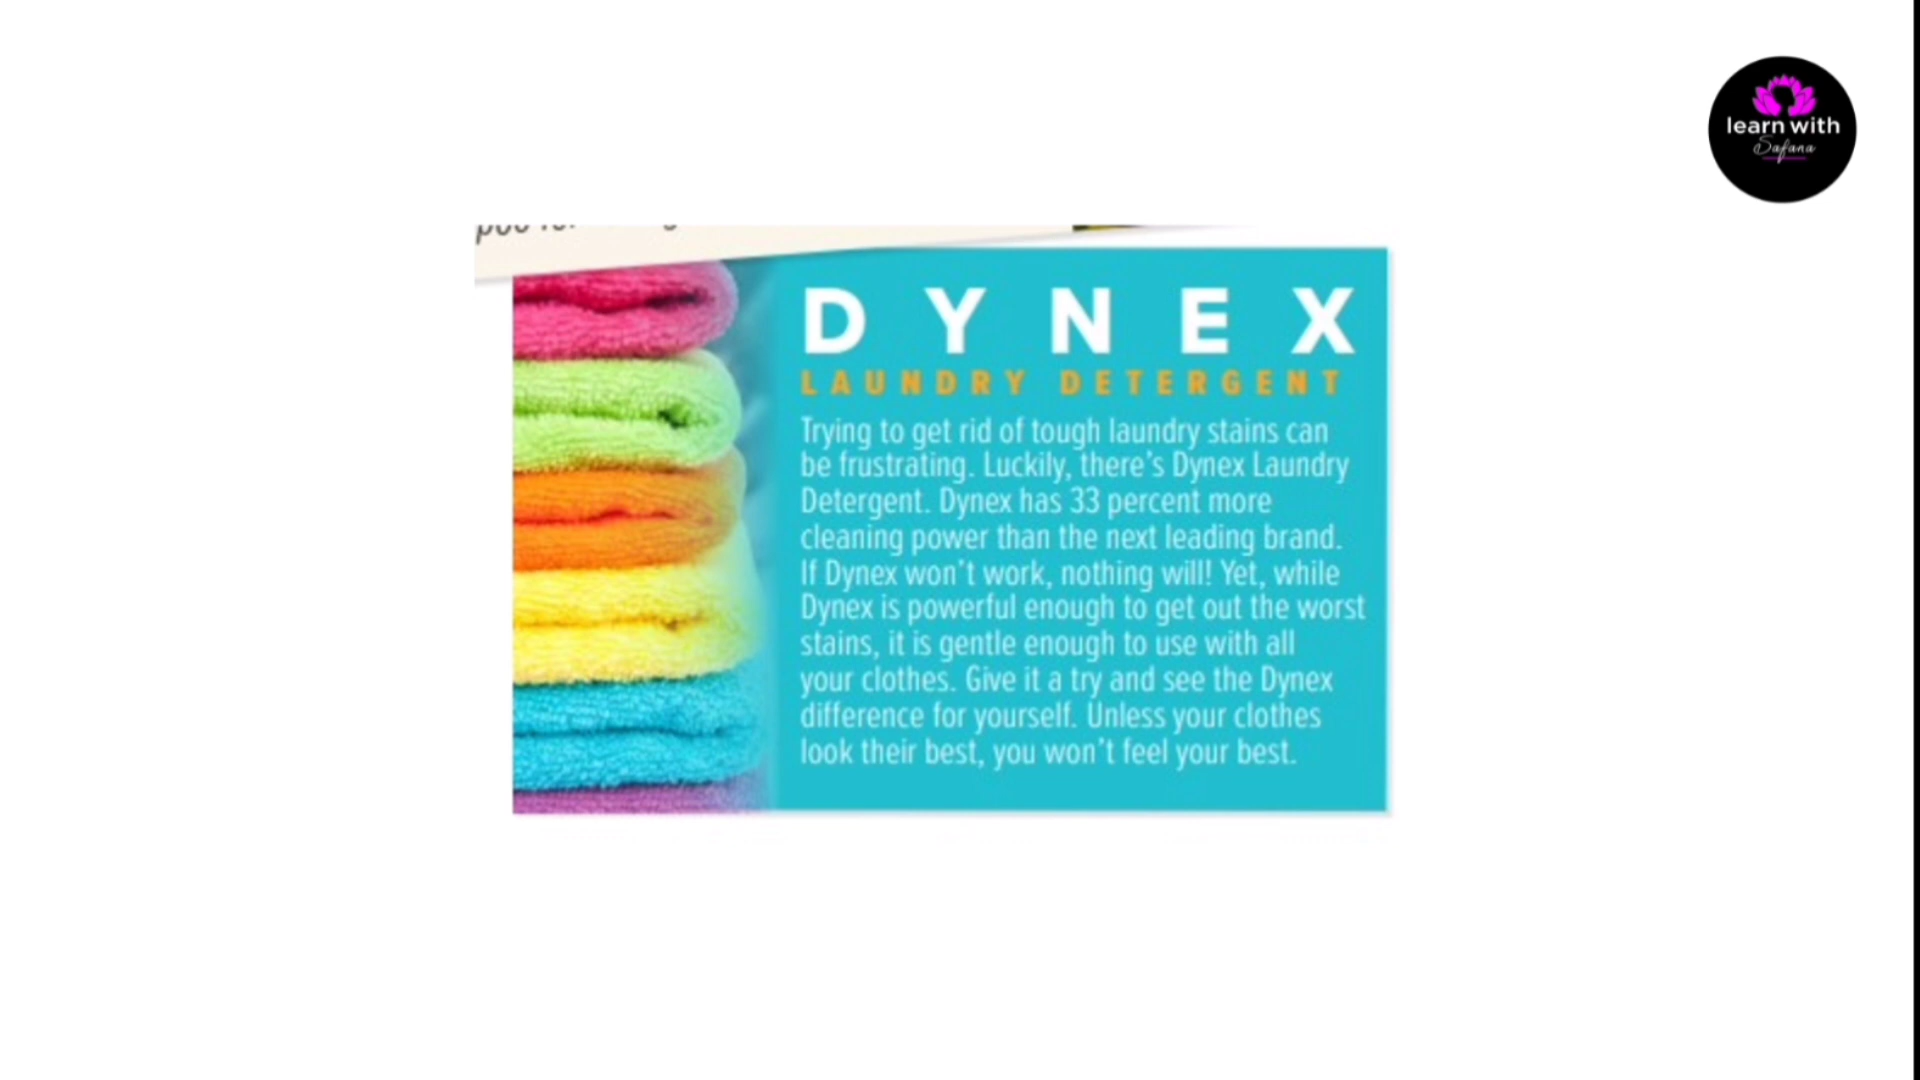 learn with
Safana
DYNEX
LAUNDRY DETERGENT
Trying to get rid of tough laundry stains can
be frustrating. Luckily, there's Dynex Laundry
Detergent. Dynex has 33 percent more
cleaning power than the next leading brand.
If Dynex won't work, nothing will! Yet, while
Dynex is powerful enough to get out the worst
stains, it is gentle enough to use with all
your clothes. Give it a try and see the Dynex
difference for yourself. Unless your clothes
look their best, you won't feel your best.